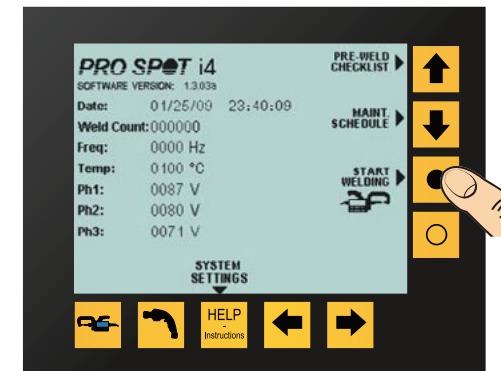 PRO SPOT i4
SOFTWARE VERSION: 1.3.03a
Date: 01/25/09 23:40:09
Weld Count: 000000
Freq: 0000 Hz
Temp: 0100 °C
Ph1: 0087 V
Ph2: 0080 V
Ph3: 0071 V
PRE-WELD
CHECKLIST
MAINT.
SCHEDULE
START
WELDING
SYSTEM
SETTINGS
HELP
-
Instructions